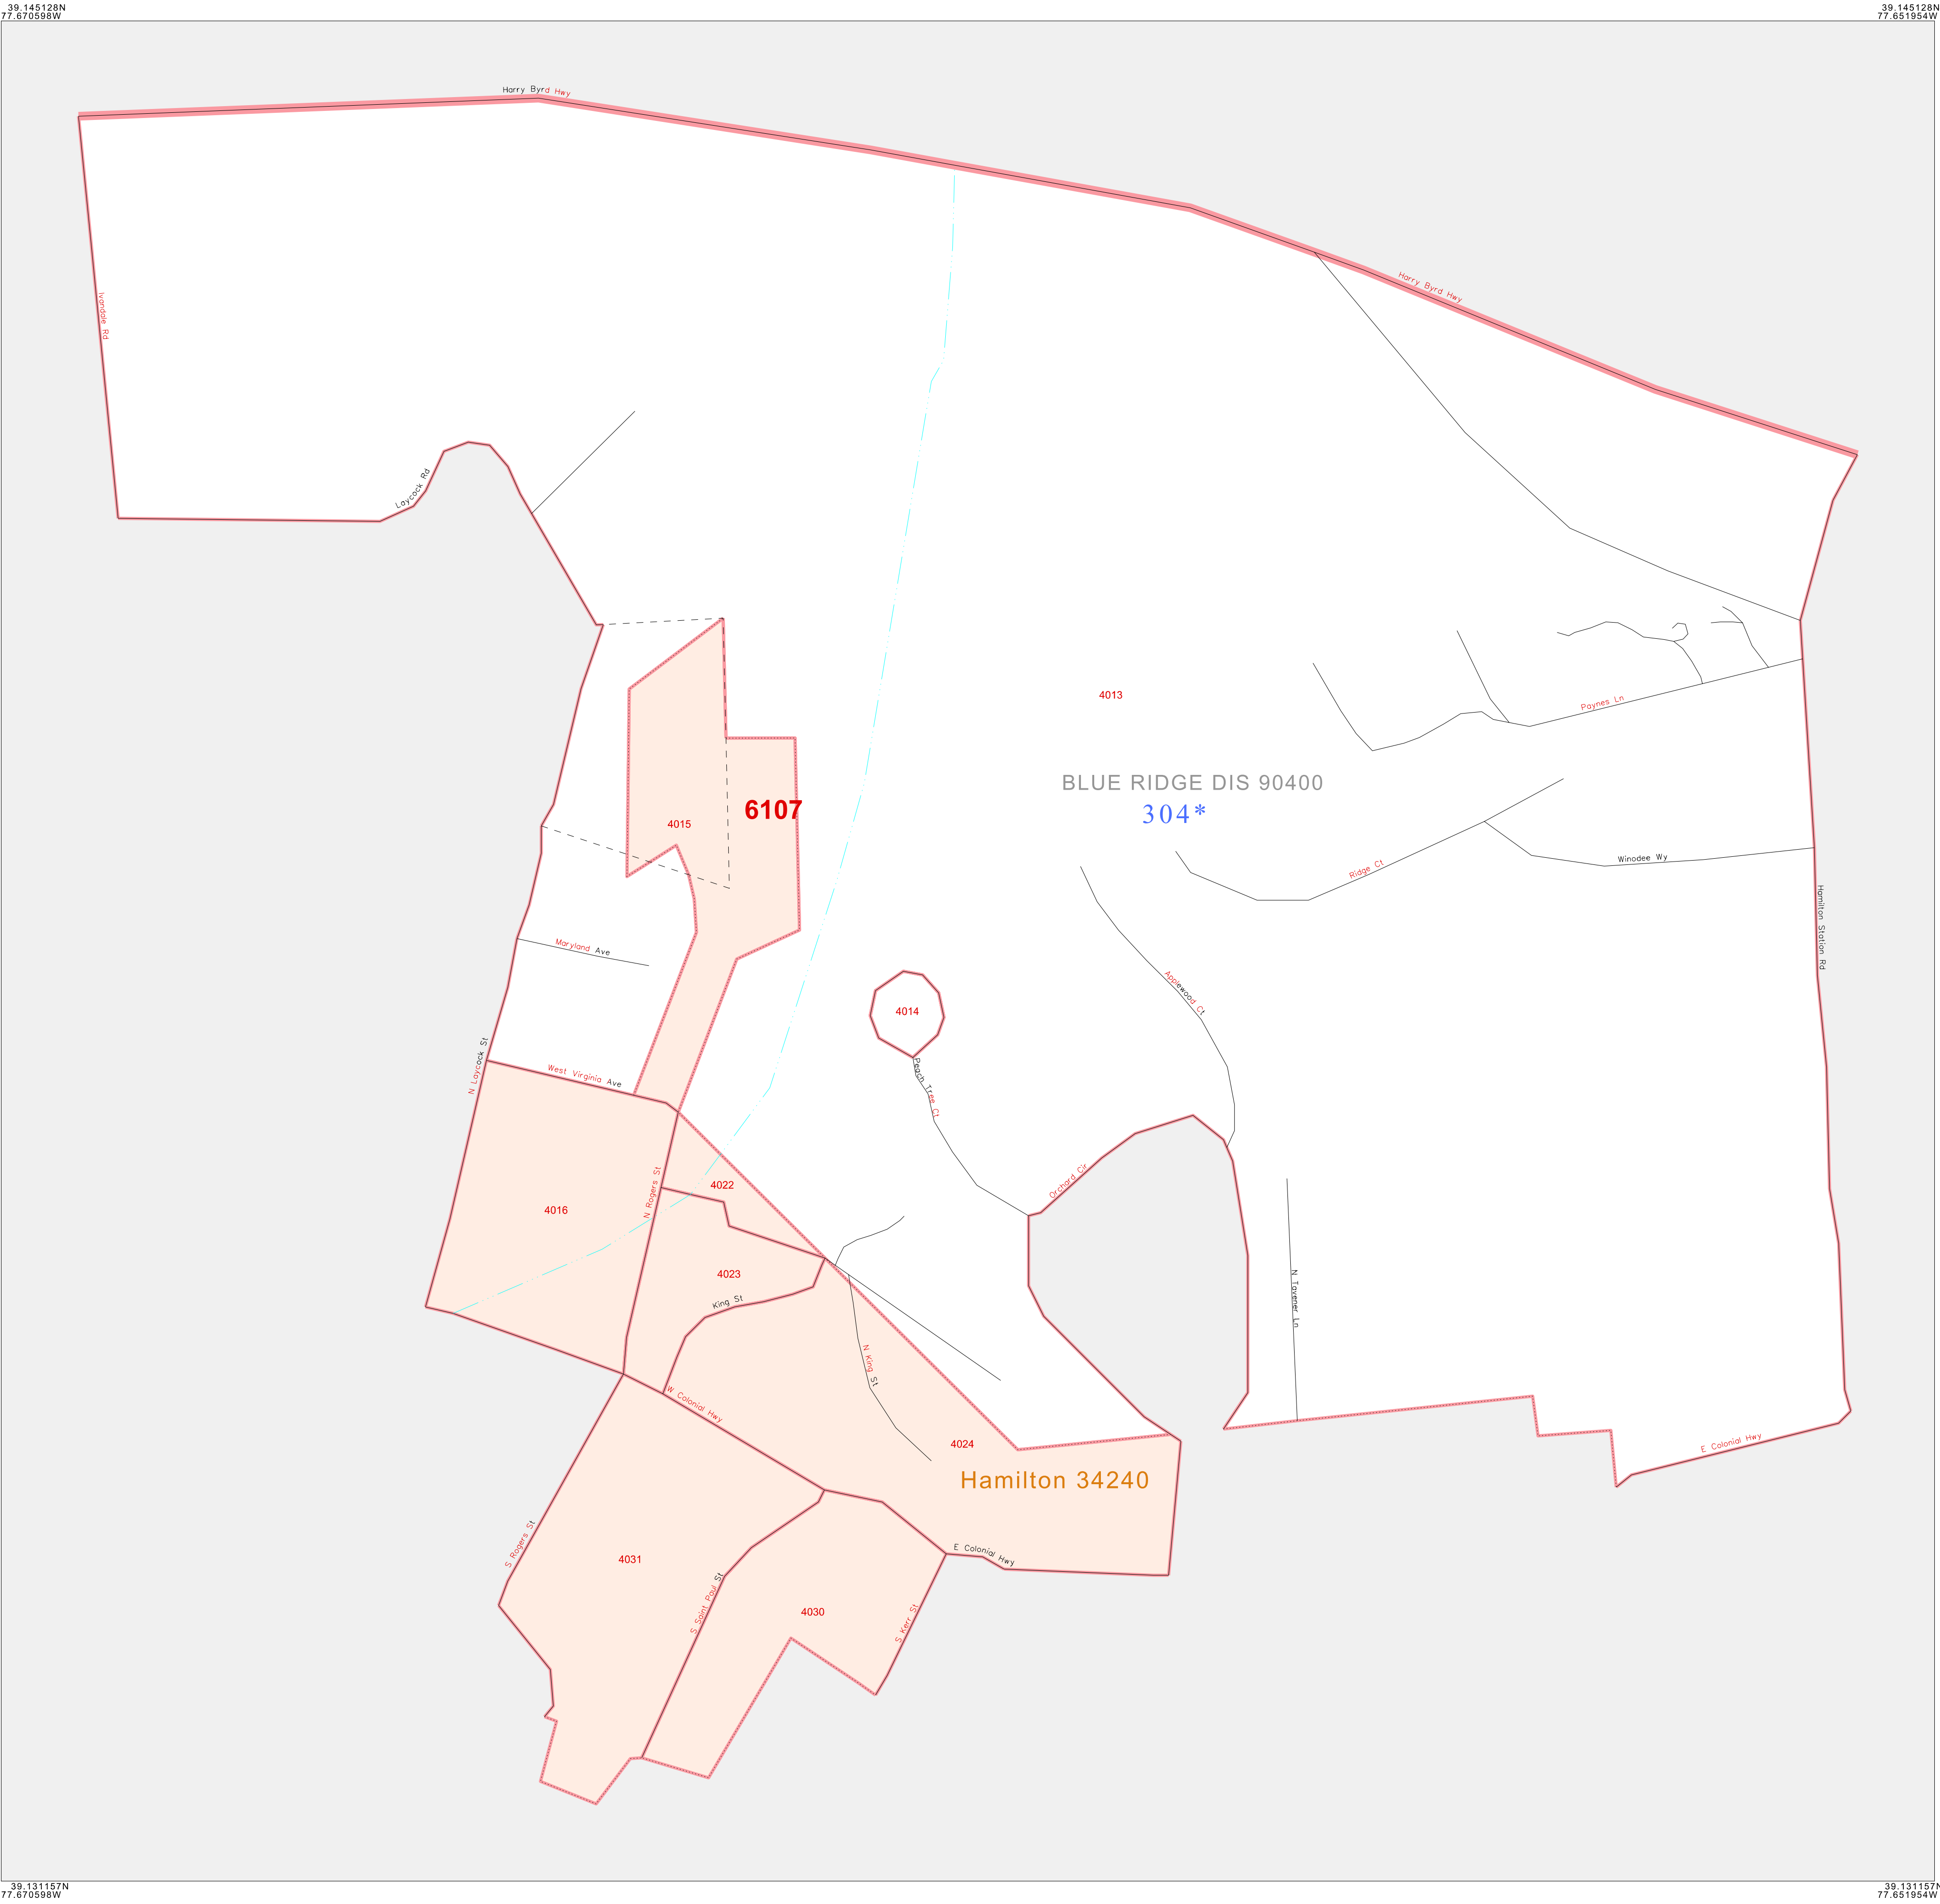 39.145128N
77.670598W
39.145128N
77.651954W
Harry Byrd Hwy
Harry Byrd Hwy
Ivandale Rd
Laycock Rd
4013
Paynes Ln
BLUE RIDGE DIS 90400
304*
6107
4015
Winodee Wy
Ridge Ct
Hamilton Station Rd
Maryland Ave
Applewood Ct
4014
N Laycock St
West Virginia Ave
Peach Tree Ct
Orchard Cir
4022
N Rogers St
4016
4023
King St
N Tavener Ln
N King St
W Colonial Hwy
4024
E Colonial Hwy
Hamilton 34240
S Rogers St
E Colonial Hwy
4031
S Saint Paul St
4030
S Kerr St
39.131157N
77.670598W
39.131157N
77.651954W